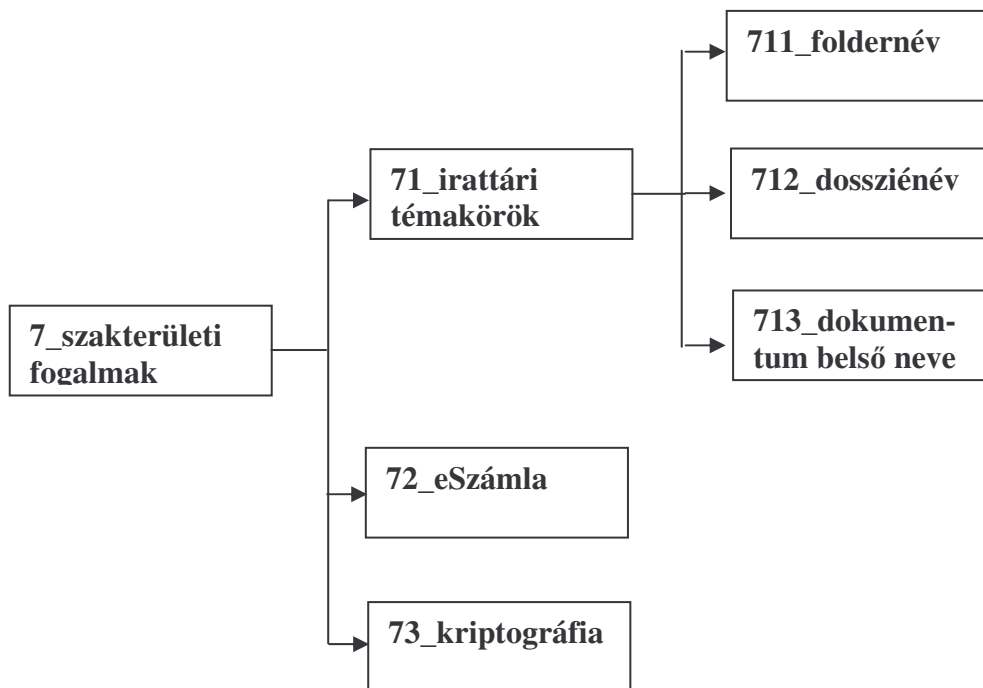 7_szakterületi
fogalmak
71_irattári
témakörök
711_foldernév
712_dossziénév
713_dokumen-
tum belső neve
72_eSzámla
73_kriptográfia